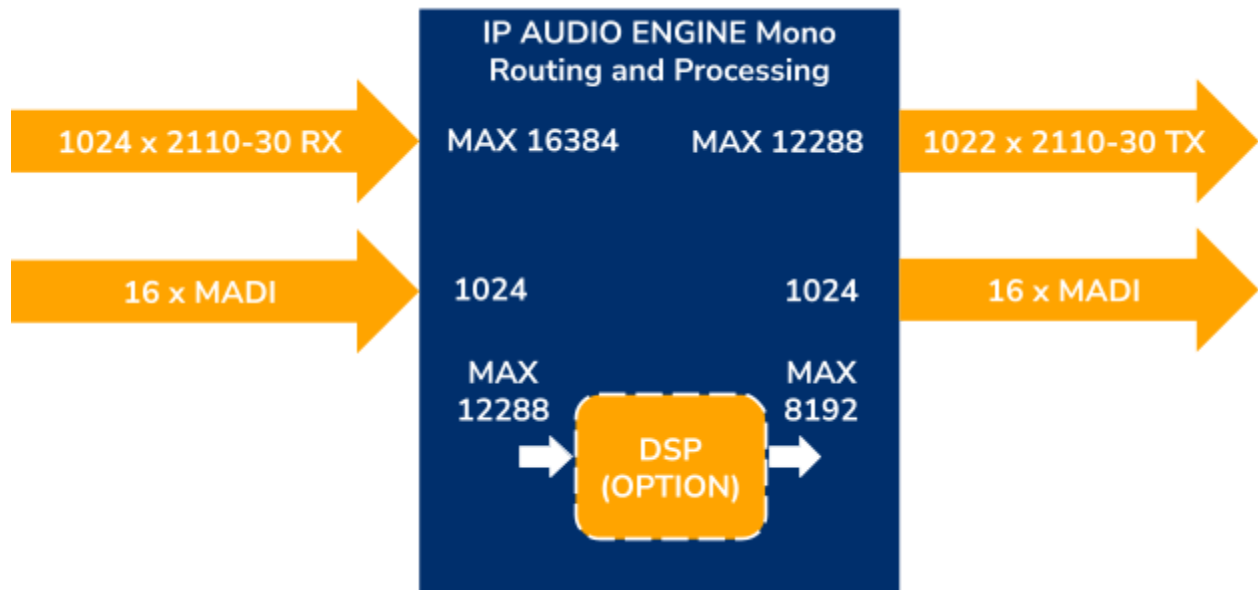 IP AUDIO ENGINE Mono
Routing and Processing
1024 x 2110-30 RX
MAX 16384
MAX 12288
1022 x 2110-30 TX
16 x MADI
1024
1024
16 x MADI
MAX
12288
MAX
8192
DSP
(OPTION)